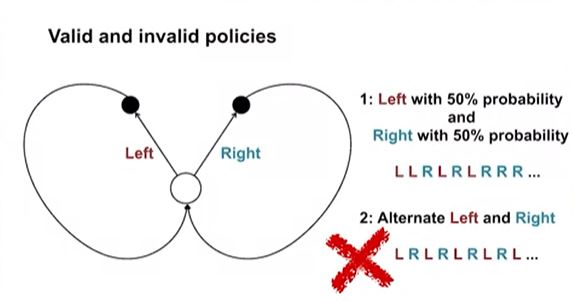 Valid and invalid policies
Left
Right
1: Left with 50% probability
and
Right with 50% probability
L L R L R L R R R ...
2: Alternate Left and Right
L R L R L R L R L ...